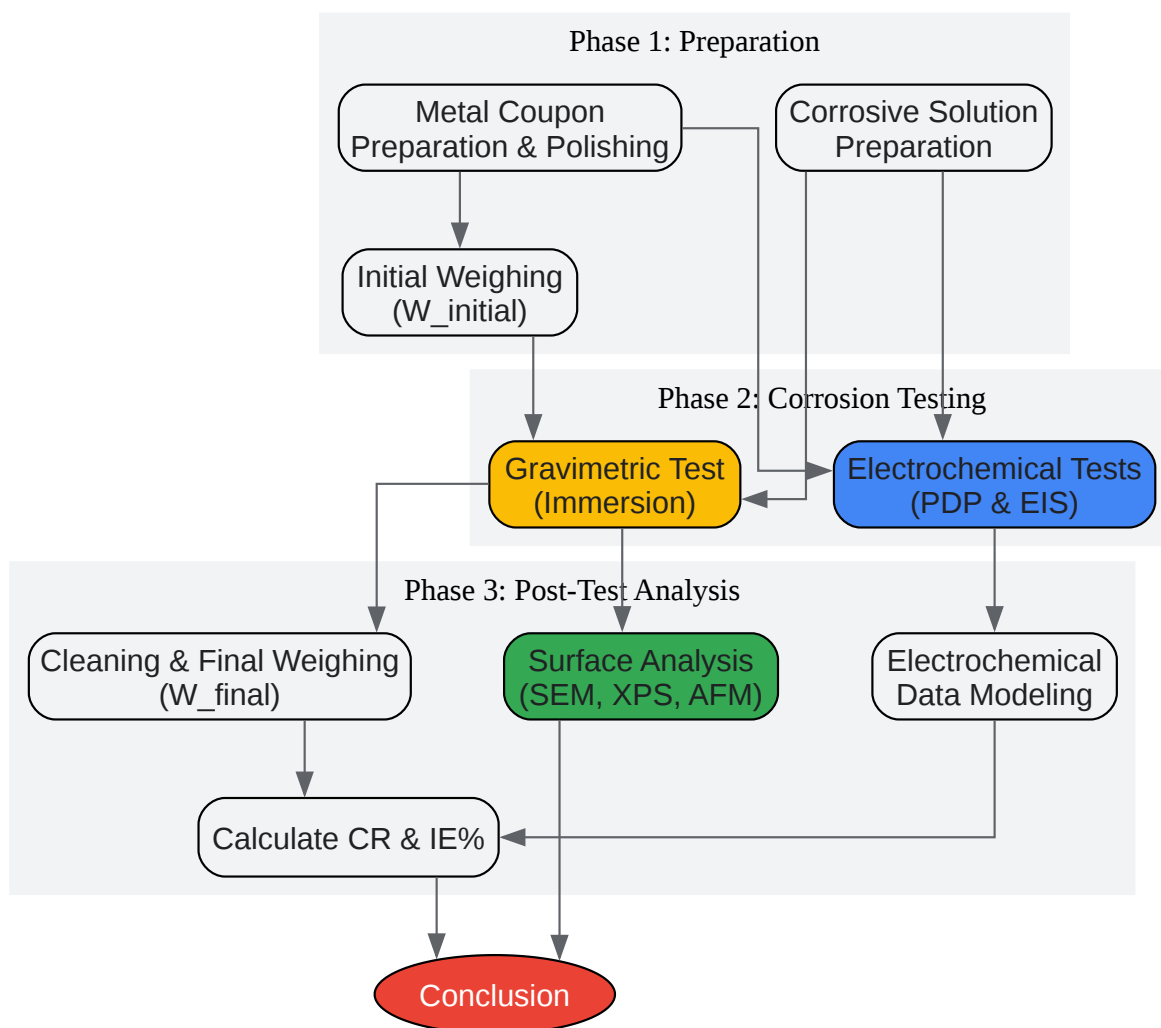 Phase 1: Preparation
Metal Coupon
Preparation & Polishing
Corrosive Solution
Preparation
Initial Weighing
(W_initial)
Phase 2: Corrosion Testing
Gravimetric Test
(Immersion)
Electrochemical Tests
(PDP & EIS)
Phase 3: Post-Test Analysis
Cleaning & Final Weighing
(W_final)
Surface Analysis
(SEM, XPS, AFM)
Electrochemical
Data Modeling
Calculate CR & IE%
Conclusion